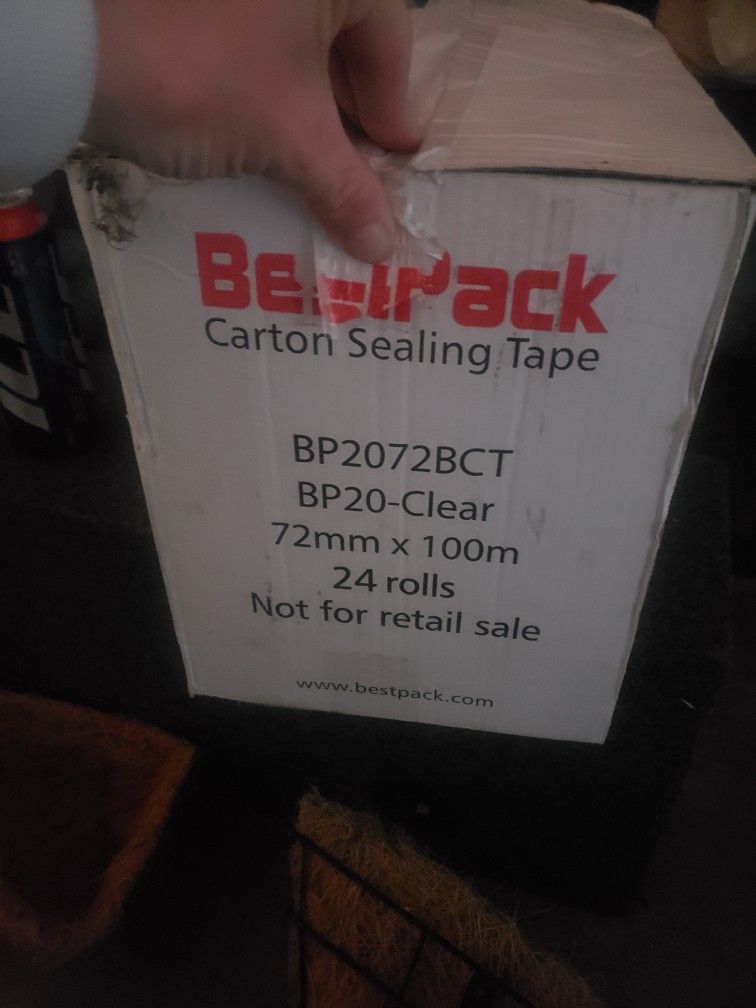 BestPack
Carton Sealing Tape
BP2072BCT
BP20-Clear
72mm x 100m
24 rolls
Not for retail sale
www.bestpack.com